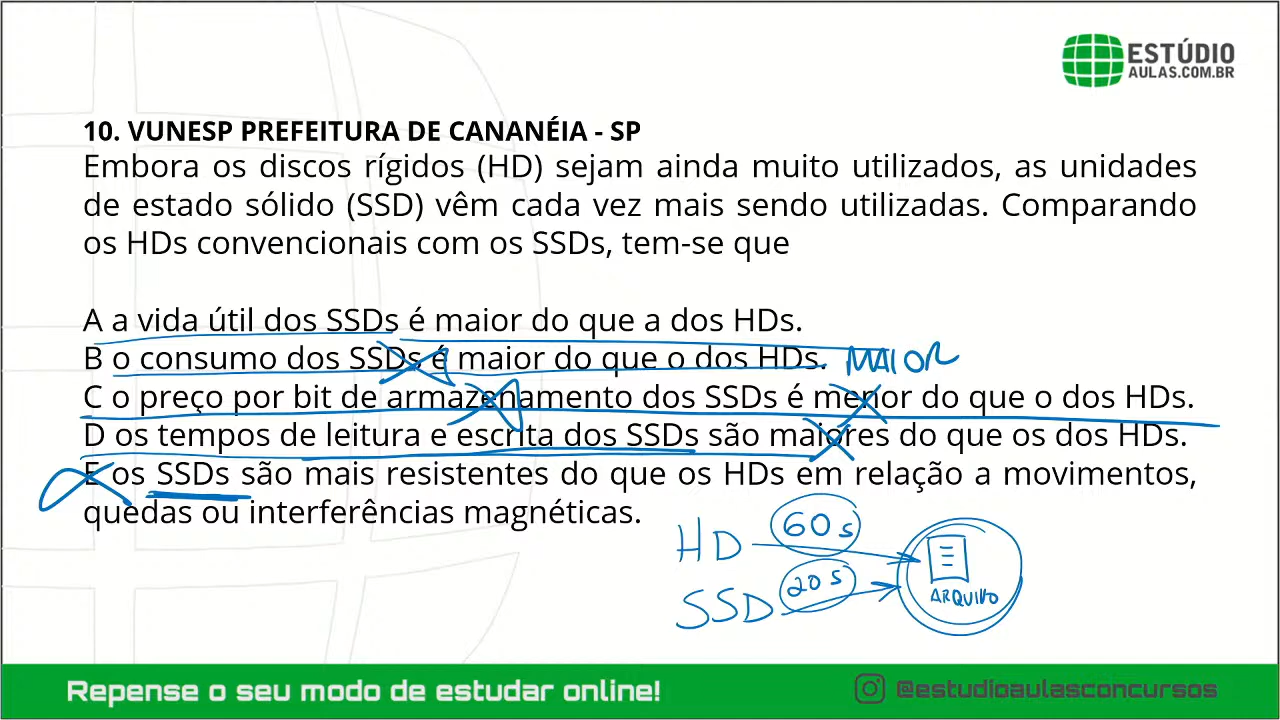 ESTÚDIO
AULAS.COM.BR
10. VUNESP PREFEITURA DE CANANÉIA - SP
Embora os discos rígidos (HD) sejam ainda muito utilizados, as unidades
de estado sólido (SSD) vêm cada vez mais sendo utilizadas. Comparando
os HDs convencionais com os SSDs, tem-se que
A a vida útil dos SSDs é maior do que a dos HDs.
B o consumo dos SSDs é maior do que o dos HDs. MAIOR
C o preço por bit de armazenamento dos SSDs é menor do que o dos HDs.
D os tempos de leitura e escrita dos SSDs são maiores do que os dos HDs.
E os SSDs são mais resistentes do que os HDs em relação a movimentos,
quedas ou interferências magnéticas.
HD 60s
SSD 20s
ARQUIVO
Repense o seu modo de estudar online!
@estudioaulasconcursos